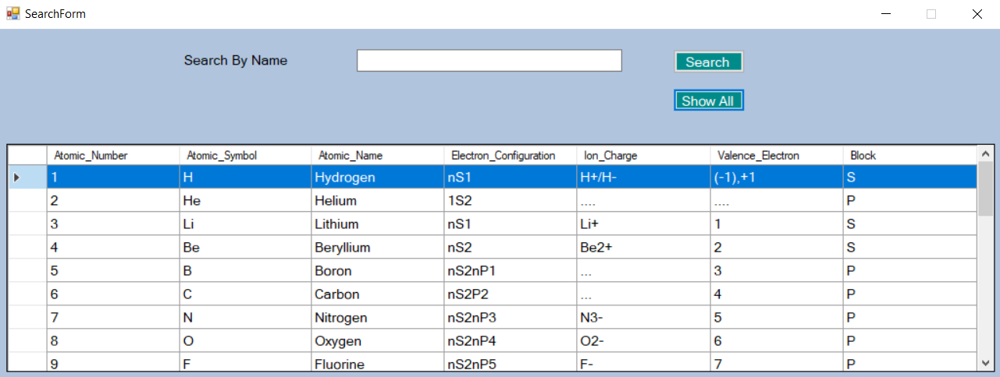 SearchForm
Search By Name
Search
Show All
Atomic_Number Atomic_Symbol Atomic_Name Electron_Configuration Ion_Charge Valence_Electron Block
1 H Hydrogen nS1 H+/H- (-1),+1 S
2 He Helium 1S2 .... .... P
3 Li Lithium nS1 Li+ 1 S
4 Be Beryllium nS2 Be2+ 2 S
5 B Boron nS2nP1 ... 3 P
6 C Carbon nS2P2 ... 4 P
7 N Nitrogen nS2nP3 N3- 5 P
8 O Oxygen nS2nP4 O2- 6 P
9 F Fluorine nS2nP5 F- 7 P